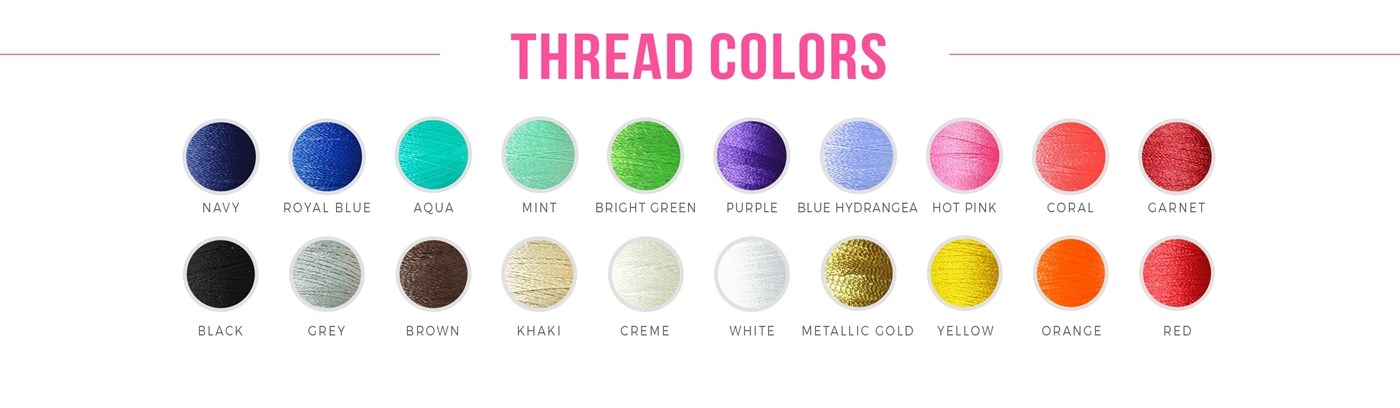 THREAD COLORS
NAVY ROYAL BLUE AQUA MINT BRIGHT GREEN PURPLE BLUE HYDRANGEA HOT PINK CORAL GARNET
BLACK GREY BROWN KHAKI CREME WHITE METALLIC GOLD YELLOW ORANGE RED